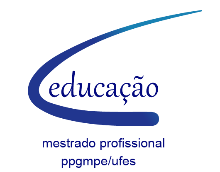 educação
mestrado profissional
ppgmpe/ufes